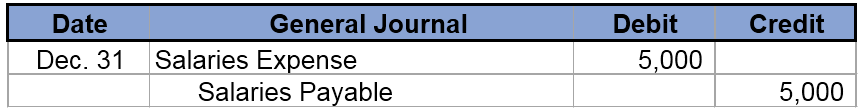 Date General Journal Debit Credit
Dec. 31 Salaries Expense 5,000
Salaries Payable 5,000